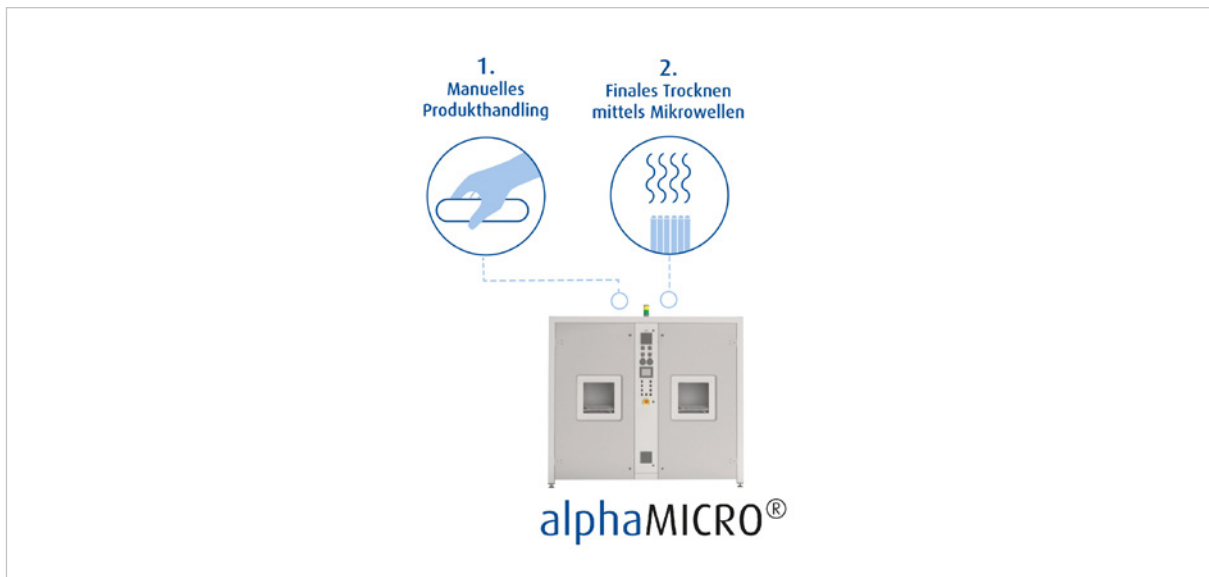 1.
Manuelles
Produkthandling
2.
Finales Trocknen
mittels Mikrowellen
alphaMICRO®